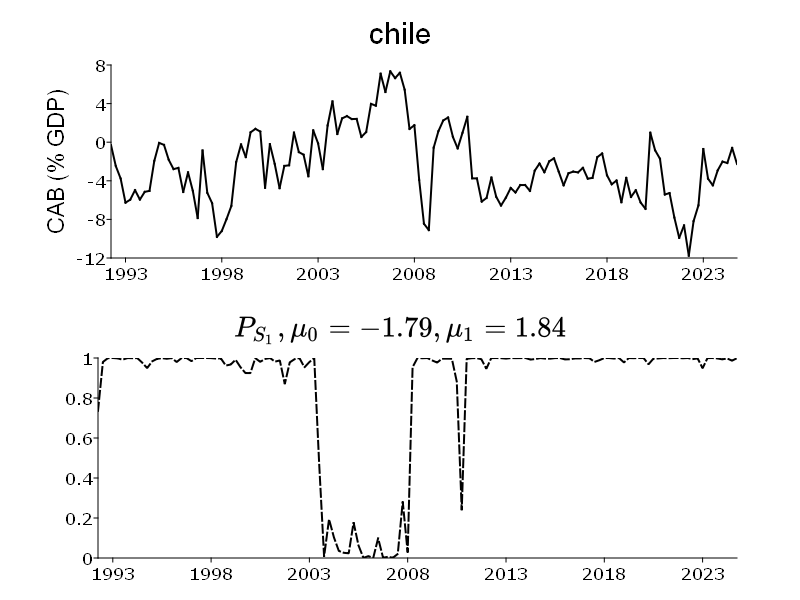 chile
CAB (% GDP)
8
4
0
-4
-8
-12
1993 1998 2003 2008 2013 2018 2023
P_{S_1}, μ_0 = −1.79, μ_1 = 1.84
1
0.8
0.6
0.4
0.2
0
1993 1998 2003 2008 2013 2018 2023